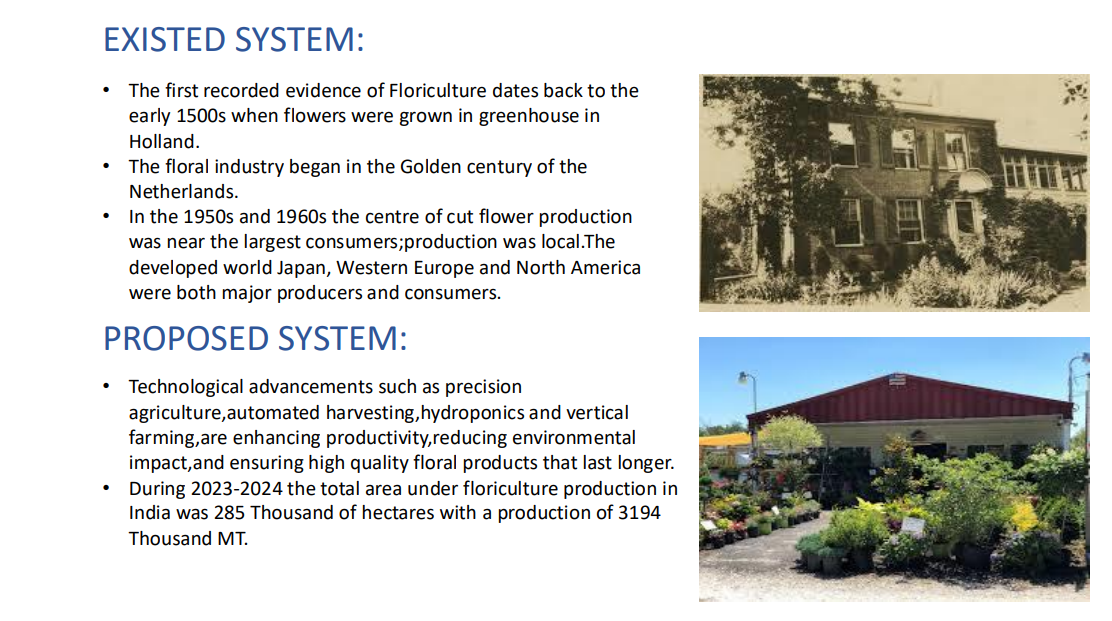 EXISTED SYSTEM:
• The first recorded evidence of Floriculture dates back to the
early 1500s when flowers were grown in greenhouse in
Holland.
• The floral industry began in the Golden century of the
Netherlands.
• In the 1950s and 1960s the centre of cut flower production
was near the largest consumers;production was local.The
developed world Japan, Western Europe and North America
were both major producers and consumers.
PROPOSED SYSTEM:
• Technological advancements such as precision
agriculture,automated harvesting,hydroponics and vertical
farming,are enhancing productivity,reducing environmental
impact,and ensuring high quality floral products that last longer.
• During 2023-2024 the total area under floriculture production in
India was 285 Thousand of hectares with a production of 3194
Thousand MT.